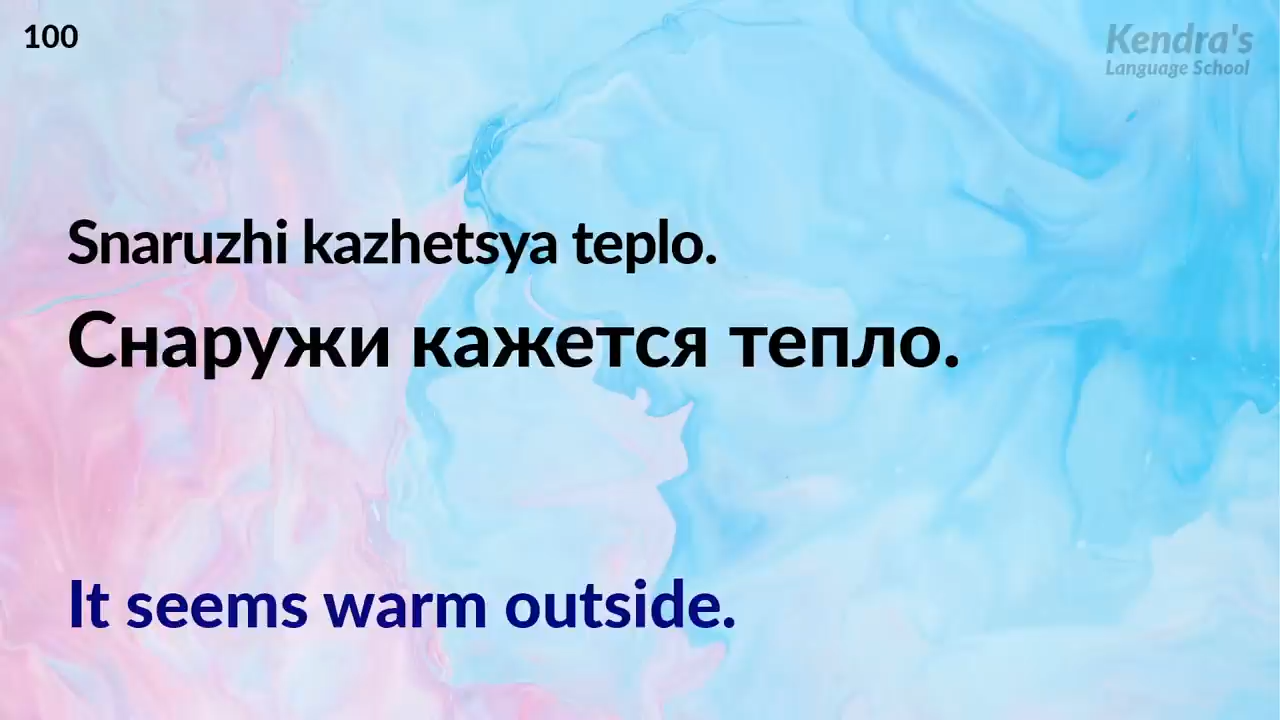 100
Kendra's
Language School
Snaruzhi kazhetsya teplo.
Снаружи кажется тепло.
It seems warm outside.